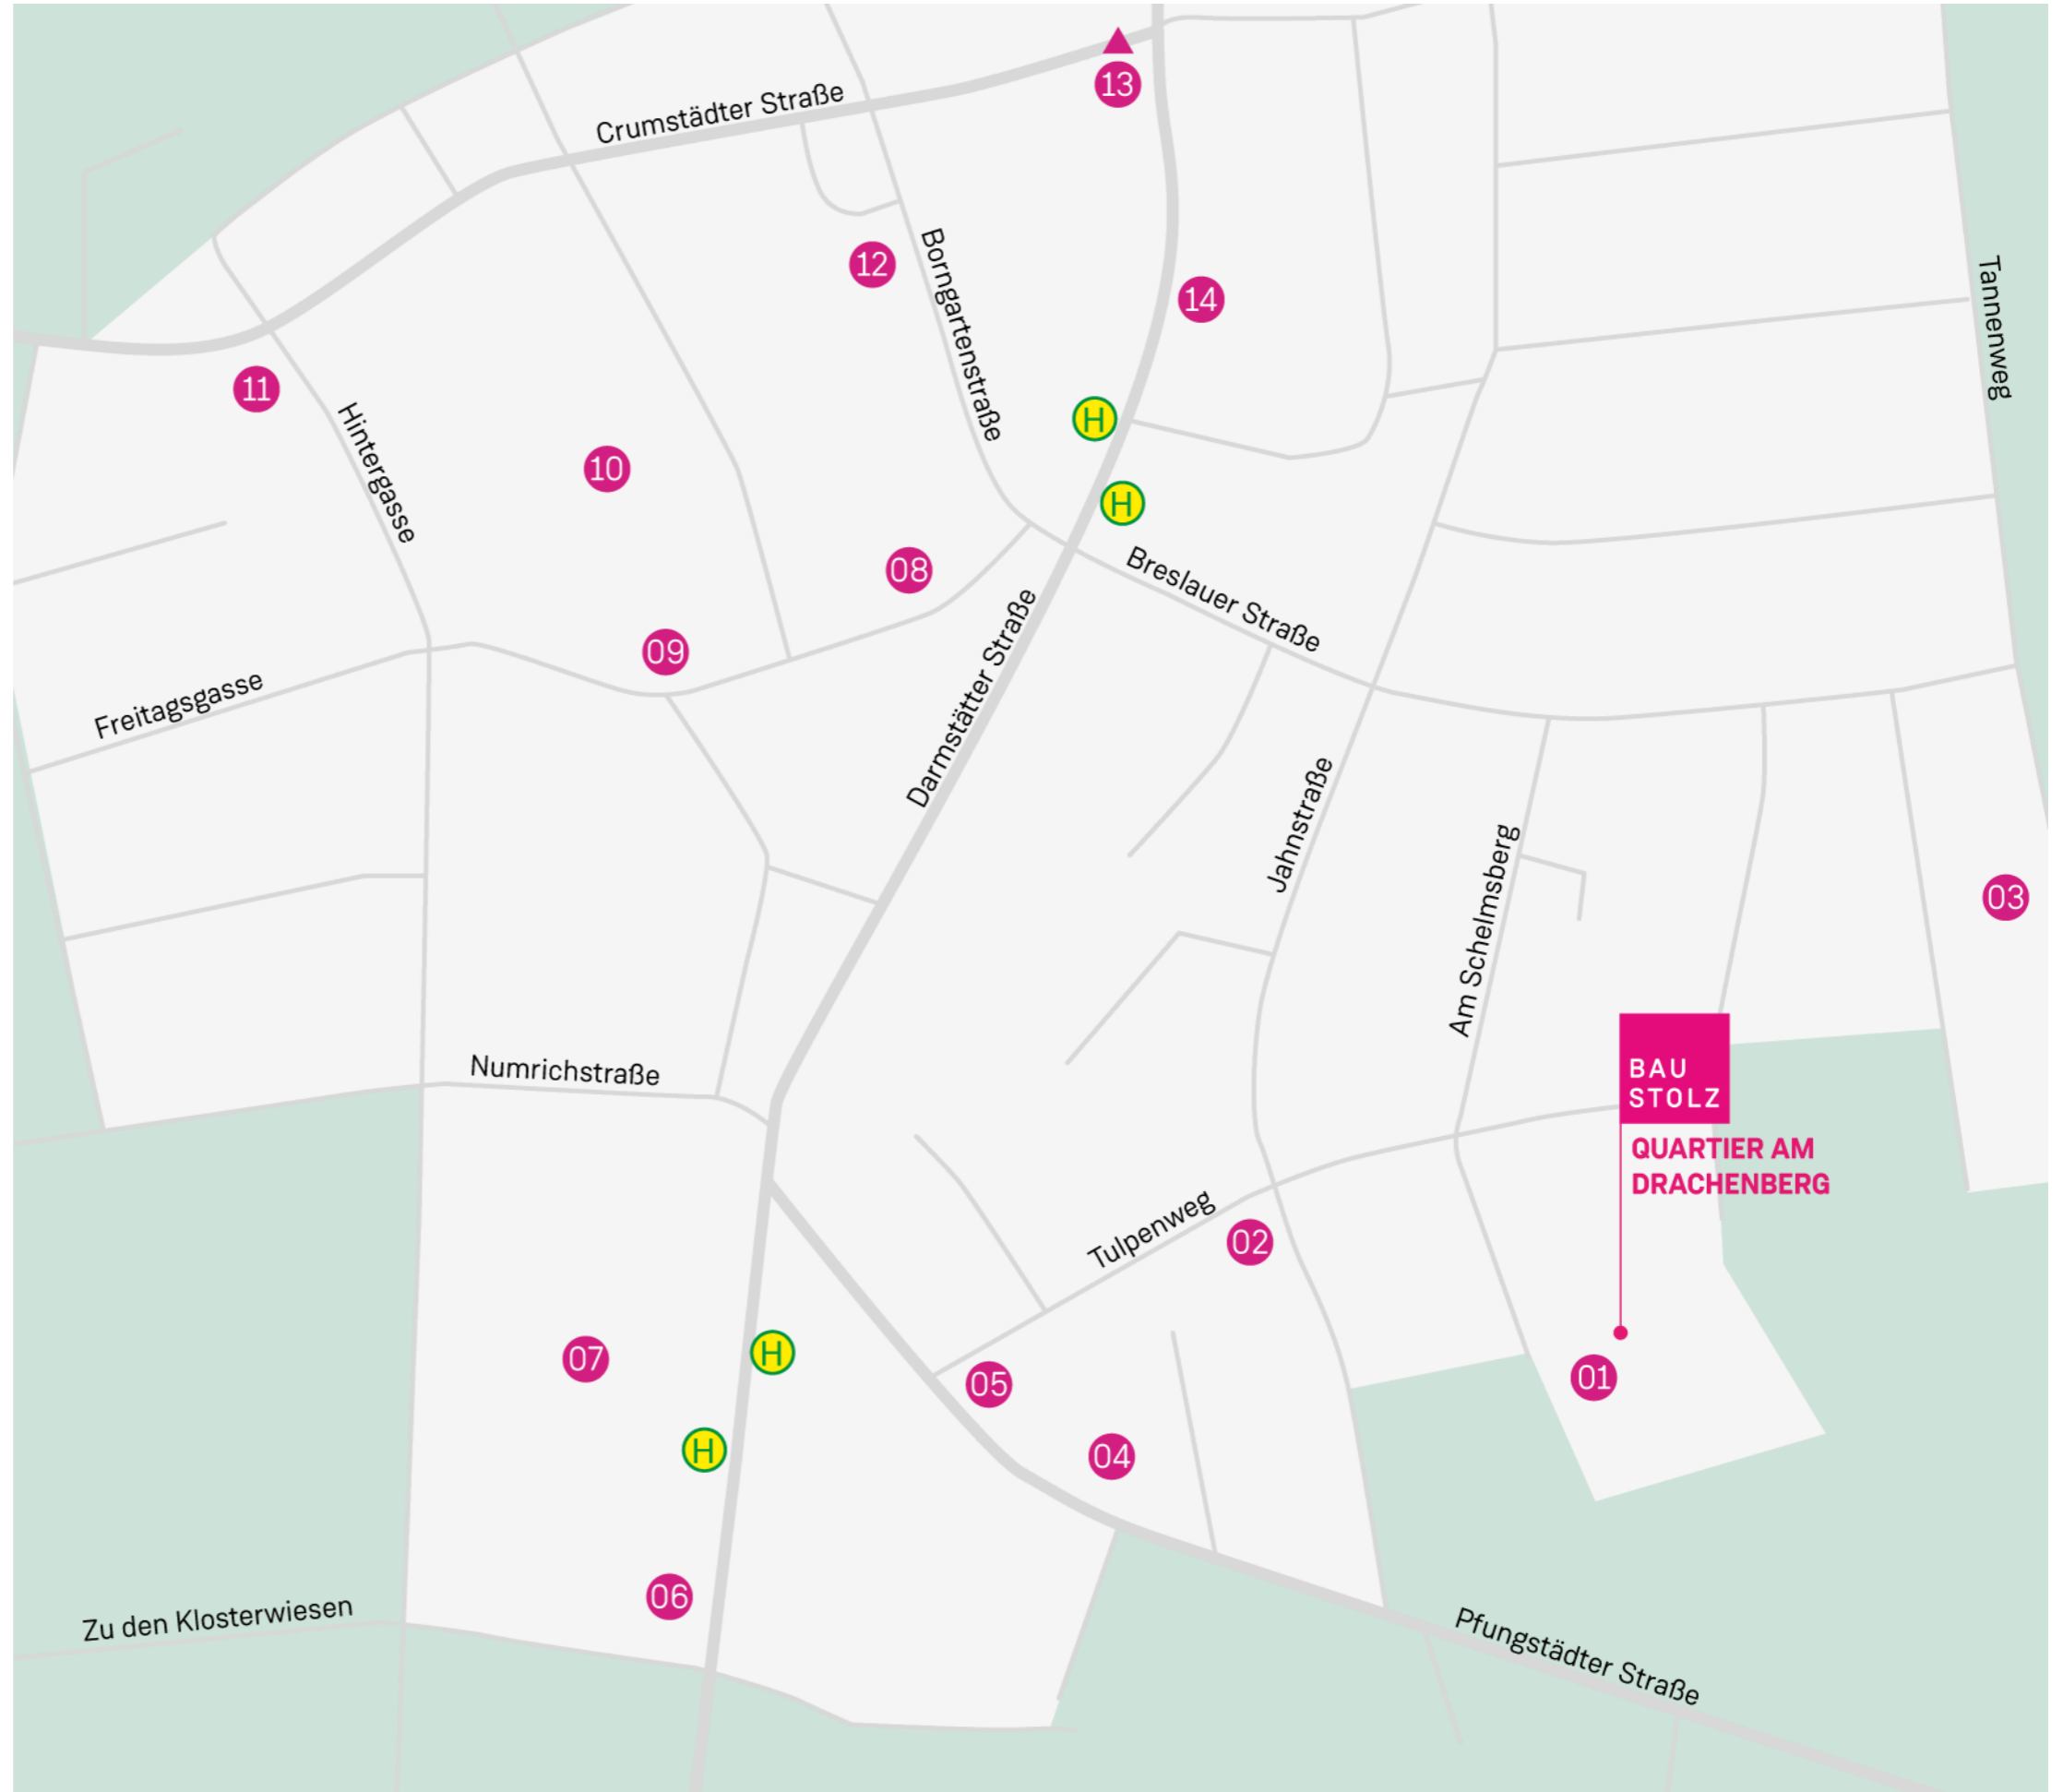 13
Crumstädter Straße
12
Borngartenstraße
14
Tannenweg
11
Hintergasse
H
10
H
08
Breslauer Straße
09
Freitagsgasse
Darmstätter Straße
Jahnstraße
Am Schelmsberg
03
Numrichstraße
BAU
STOLZ
QUARTIER AM
DRACHENBERG
Tulpenweg
02
07
H
05
01
H
04
06
Zu den Klosterwiesen
Pfungstädter Straße